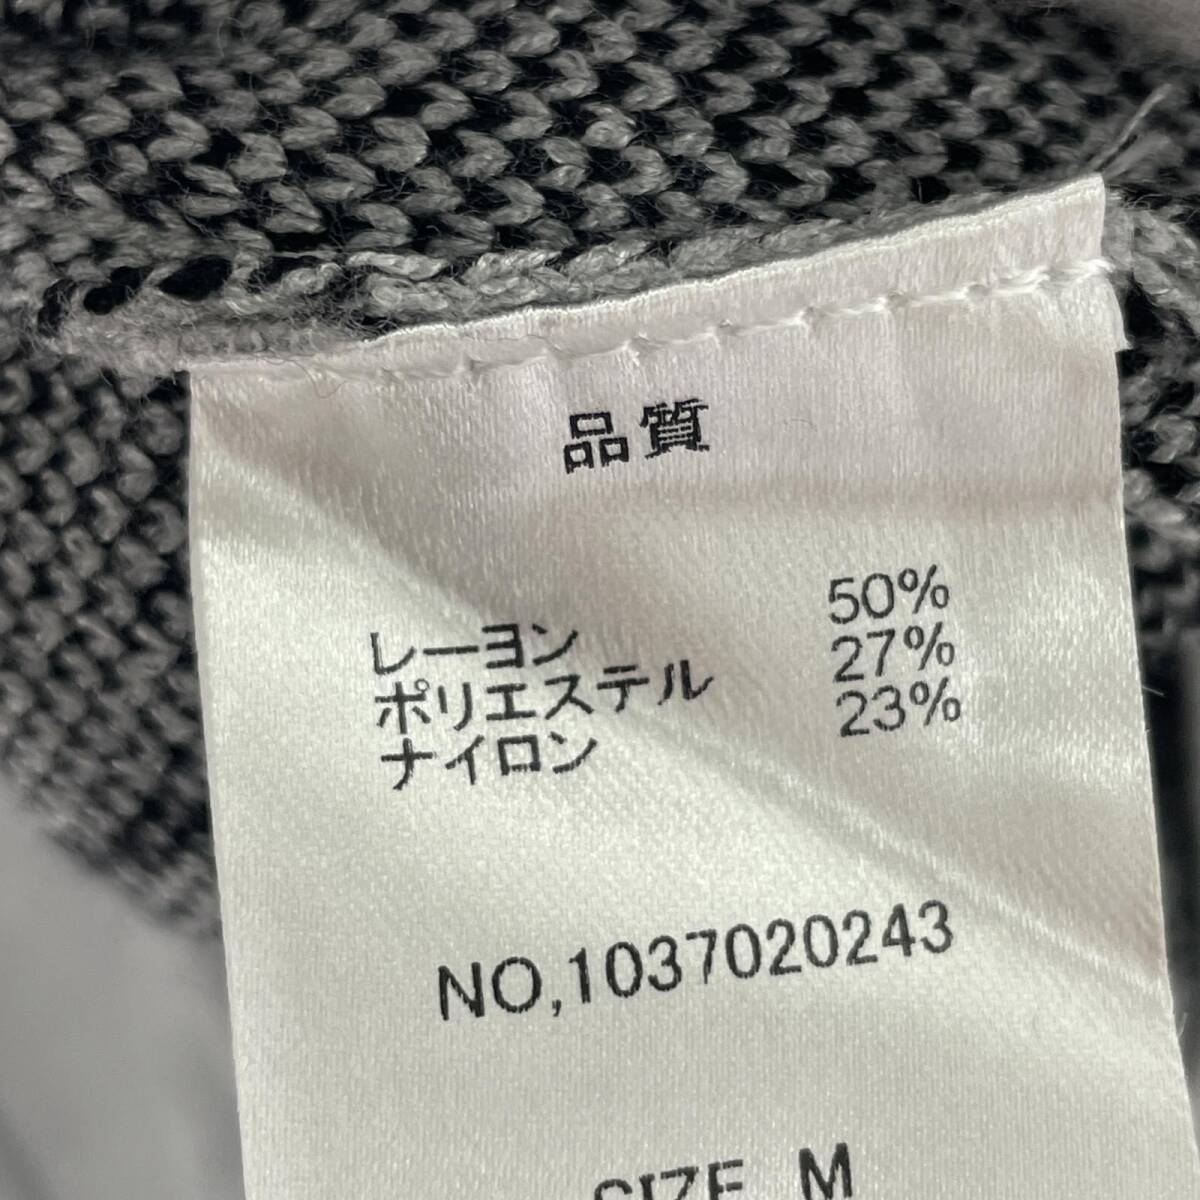 品質
レーヨン 50%
ポリエステル 27%
ナイロン 23%
NO,1037020243
SIZE M